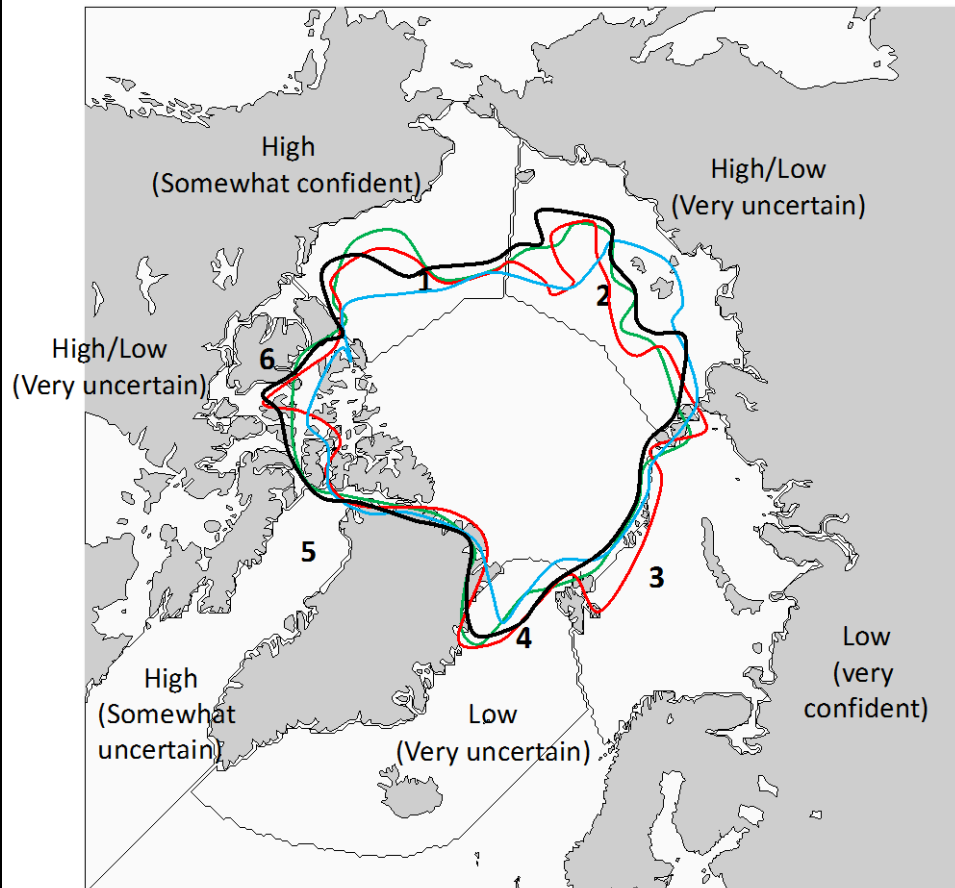 High
(Somewhat confident)
High/Low
(Very uncertain)
1
2
High/Low
(Very uncertain)
6
5
3
4
High
(Somewhat
uncertain)
Low
(Very uncertain)
Low
(very
confident)